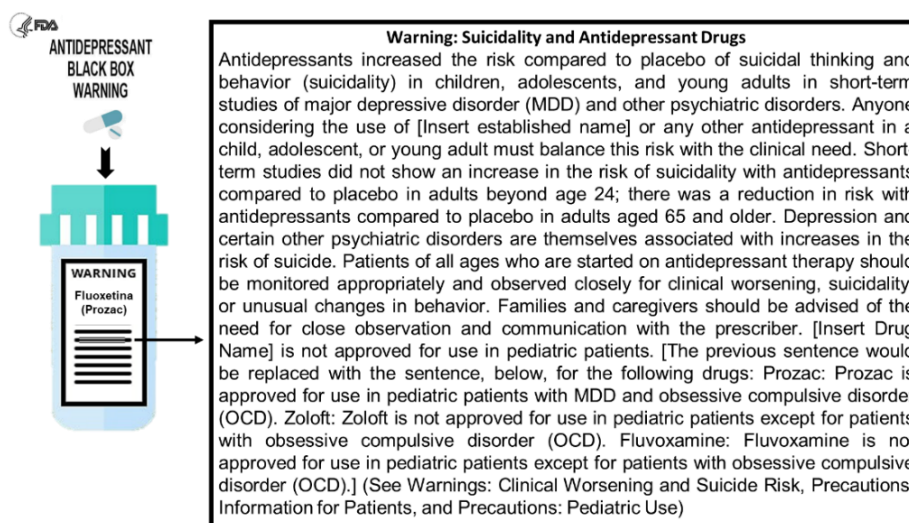 FDA
ANTIDEPRESSANT
BLACK BOX
WARNING
WARNING
Fluoxetina
(Prozac)
Warning: Suicidality and Antidepressant Drugs
Antidepressants increased the risk compared to placebo of suicidal thinking and
behavior (suicidality) in children, adolescents, and young adults in short-term
studies of major depressive disorder (MDD) and other psychiatric disorders. Anyone
considering the use of [Insert established name] or any other antidepressant in a
child, adolescent, or young adult must balance this risk with the clinical need. Short-
term studies did not show an increase in the risk of suicidality with antidepressants
compared to placebo in adults beyond age 24; there was a reduction in risk with
antidepressants compared to placebo in adults aged 65 and older. Depression and
certain other psychiatric disorders are themselves associated with increases in the
risk of suicide. Patients of all ages who are started on antidepressant therapy should
be monitored appropriately and observed closely for clinical worsening, suicidality
or unusual changes in behavior. Families and caregivers should be advised of the
need for close observation and communication with the prescriber. [Insert Drug
Name] is not approved for use in pediatric patients. [The previous sentence would
be replaced with the sentence, below, for the following drugs: Prozac: Prozac is
approved for use in pediatric patients with MDD and obsessive compulsive disorder
(OCD). Zoloft: Zoloft is not approved for use in pediatric patients except for patients
with obsessive compulsive disorder (OCD). Fluvoxamine: Fluvoxamine is no
approved for use in pediatric patients except for patients with obsessive compulsive
disorder (OCD).] (See Warnings: Clinical Worsening and Suicide Risk, Precautions
Information for Patients, and Precautions: Pediatric Use)